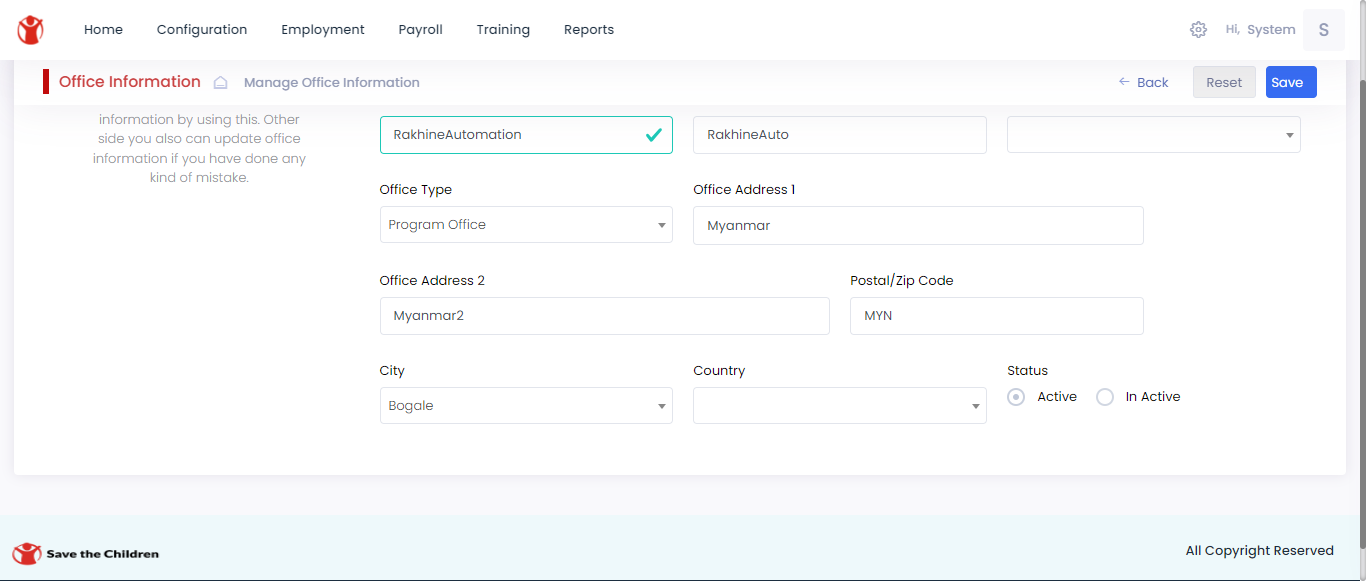 Home Configuration Employment Payroll Training Reports Hi, System S
Office Information Manage Office Information Back Reset Save
information by using this. Other
side you also can update office
information if you have done any
kind of mistake.
RakhineAutomation RakhineAuto
Office Type Office Address 1
Program Office Myanmar
Office Address 2 Postal/Zip Code
Myanmar2 MYN
City Country Status
Bogale Active In Active
Save the Children All Copyright Reserved